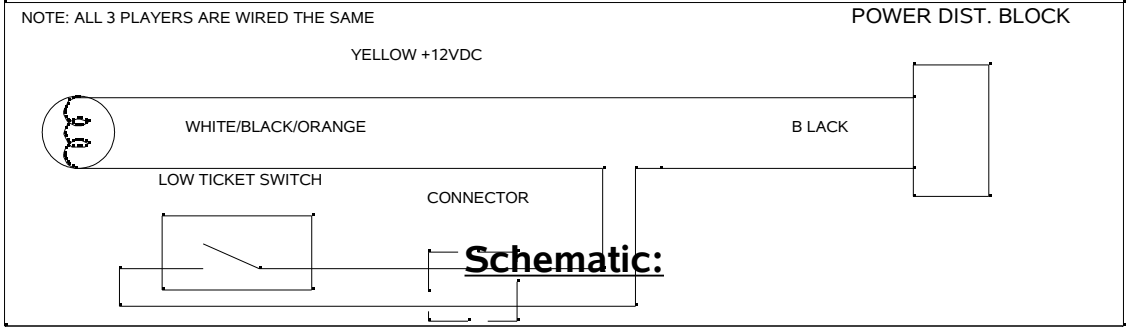 NOTE: ALL 3 PLAYERS ARE WIRED THE SAME
POWER DIST. BLOCK
YELLOW +12VDC
WHITE/BLACK/ORANGE
B LACK
LOW TICKET SWITCH
CONNECTOR
Schematic: